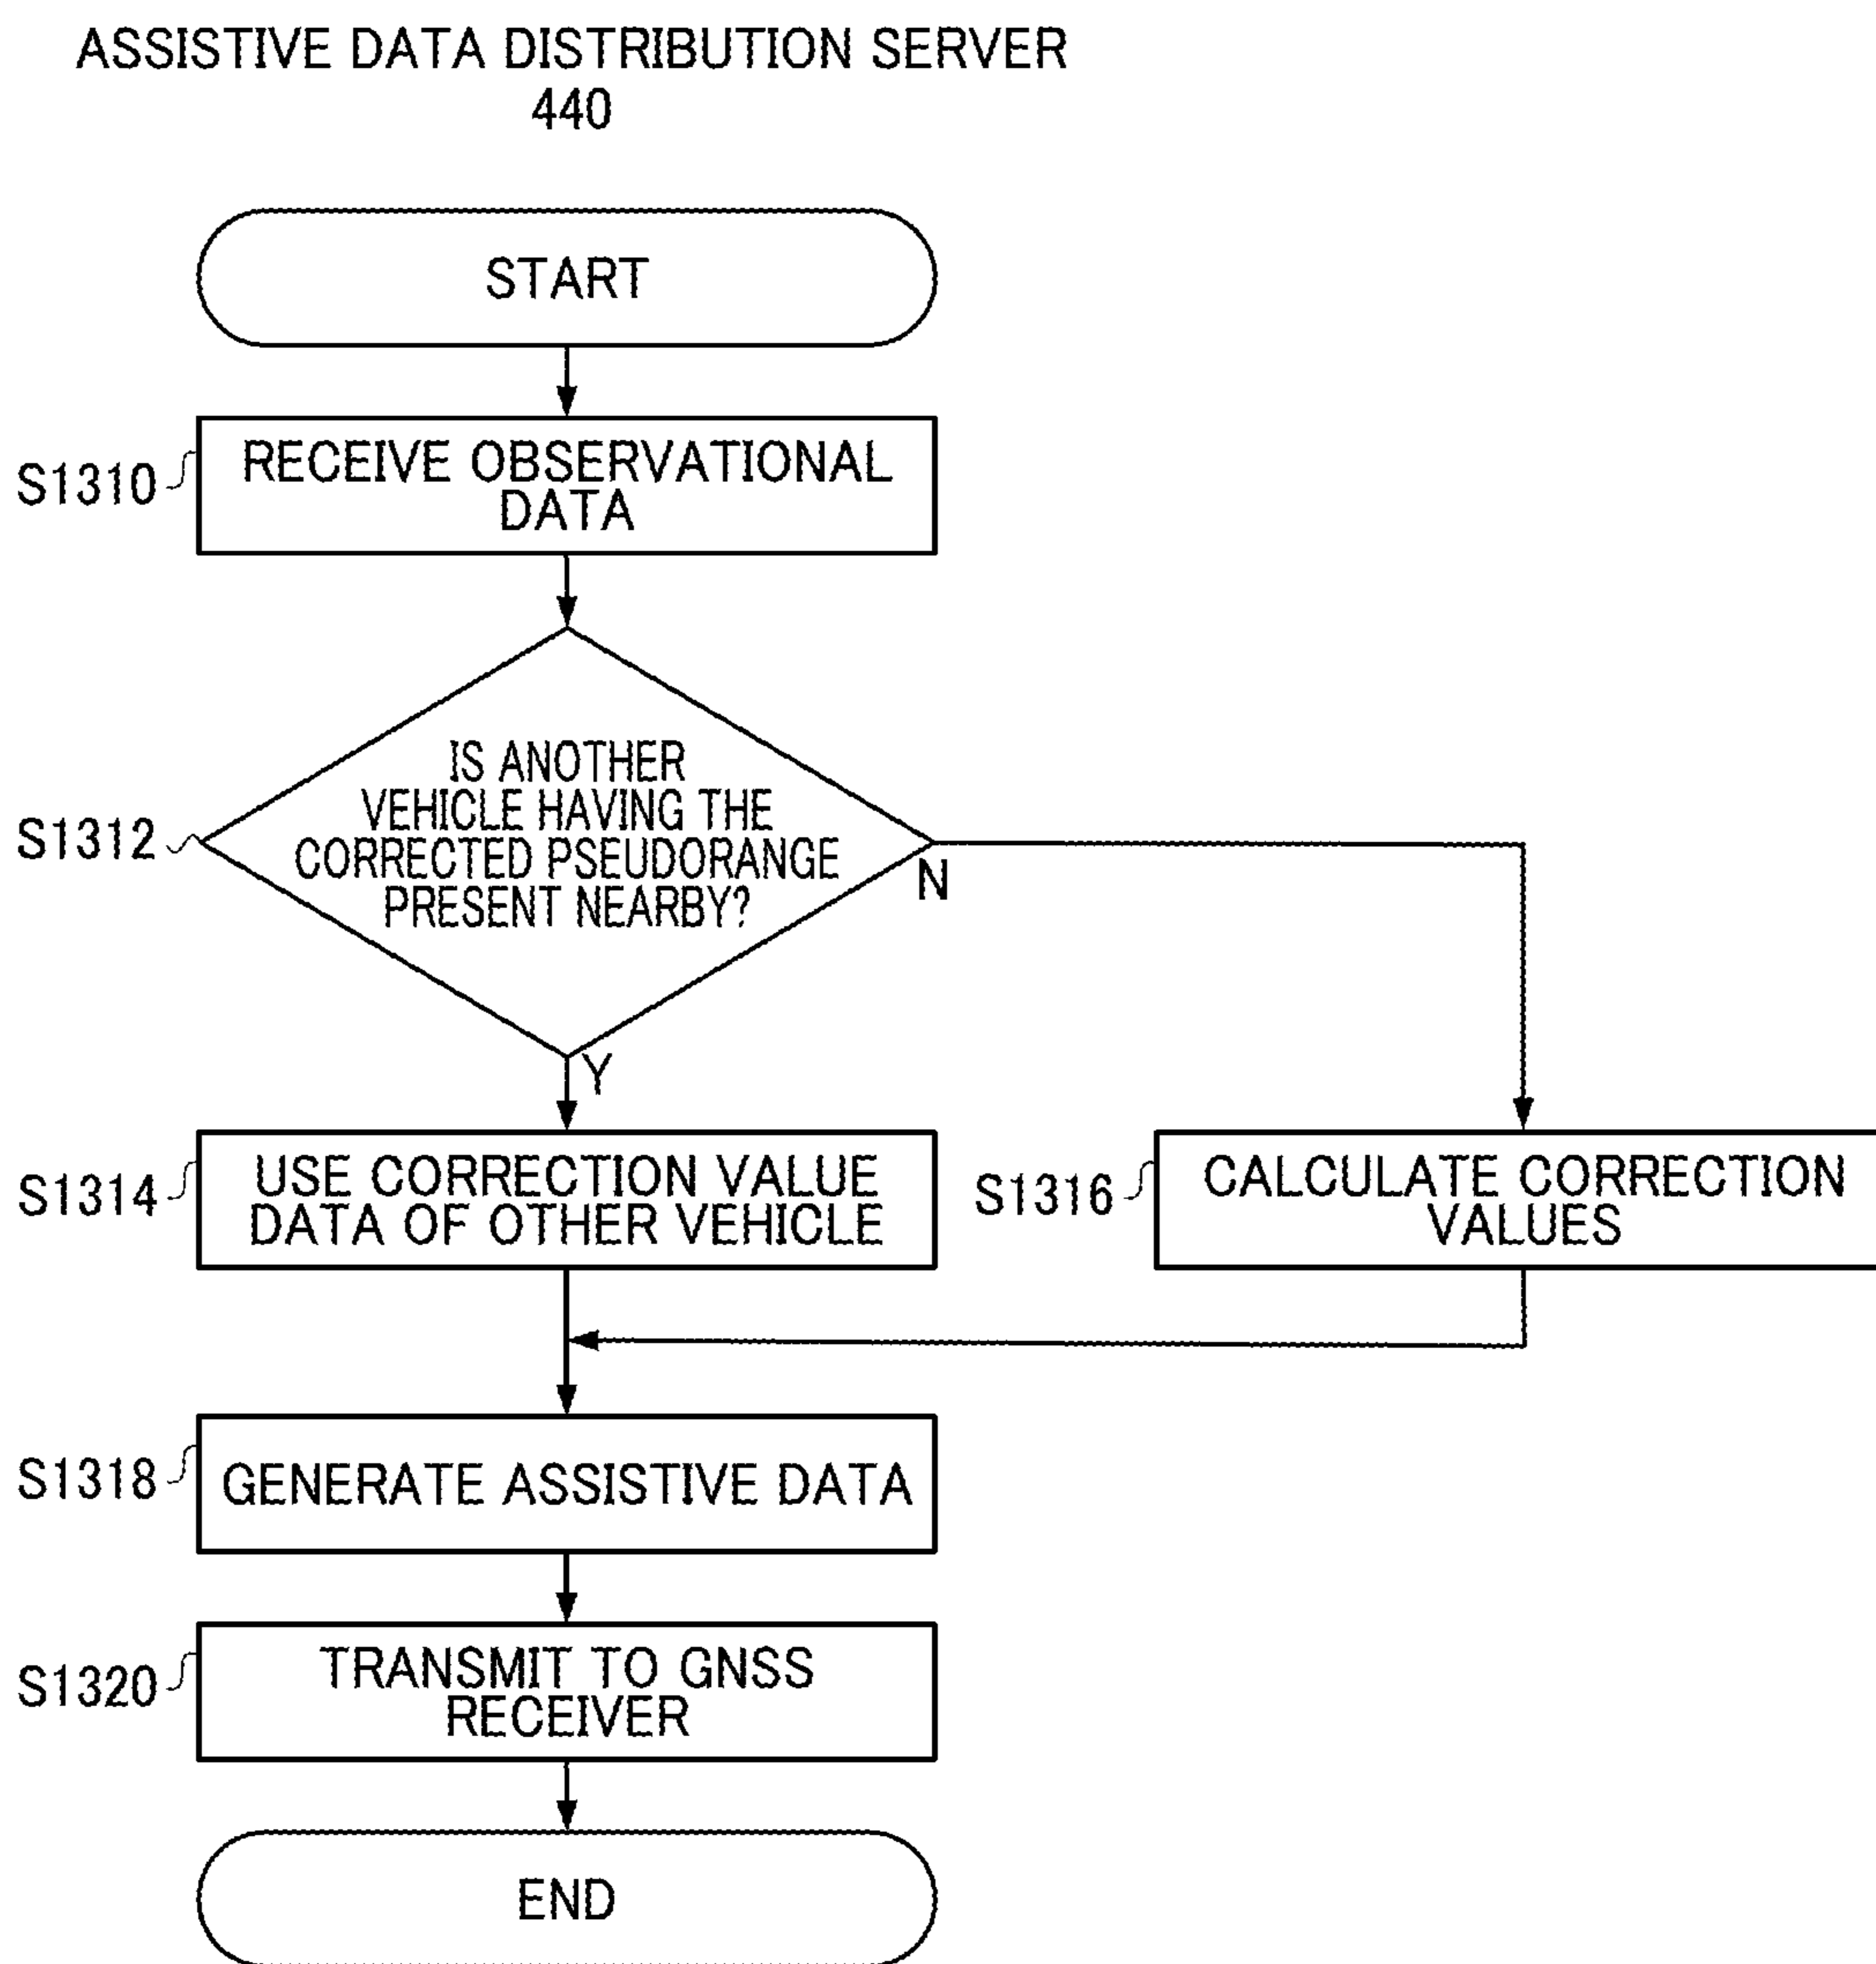 ASSISTIVE DATA DISTRIBUTION SERVER
440
START
S1310
RECEIVE OBSERVATIONAL
DATA
S1312
IS ANOTHER
VEHICLE HAVING THE
CORRECTED PSEUDORANGE
PRESENT NEARBY?
N
Y
S1314
USE CORRECTION VALUE
DATA OF OTHER VEHICLE
S1316
CALCULATE CORRECTION
VALUES
S1318
GENERATE ASSISTIVE DATA
S1320
TRANSMIT TO GNSS
RECEIVER
END